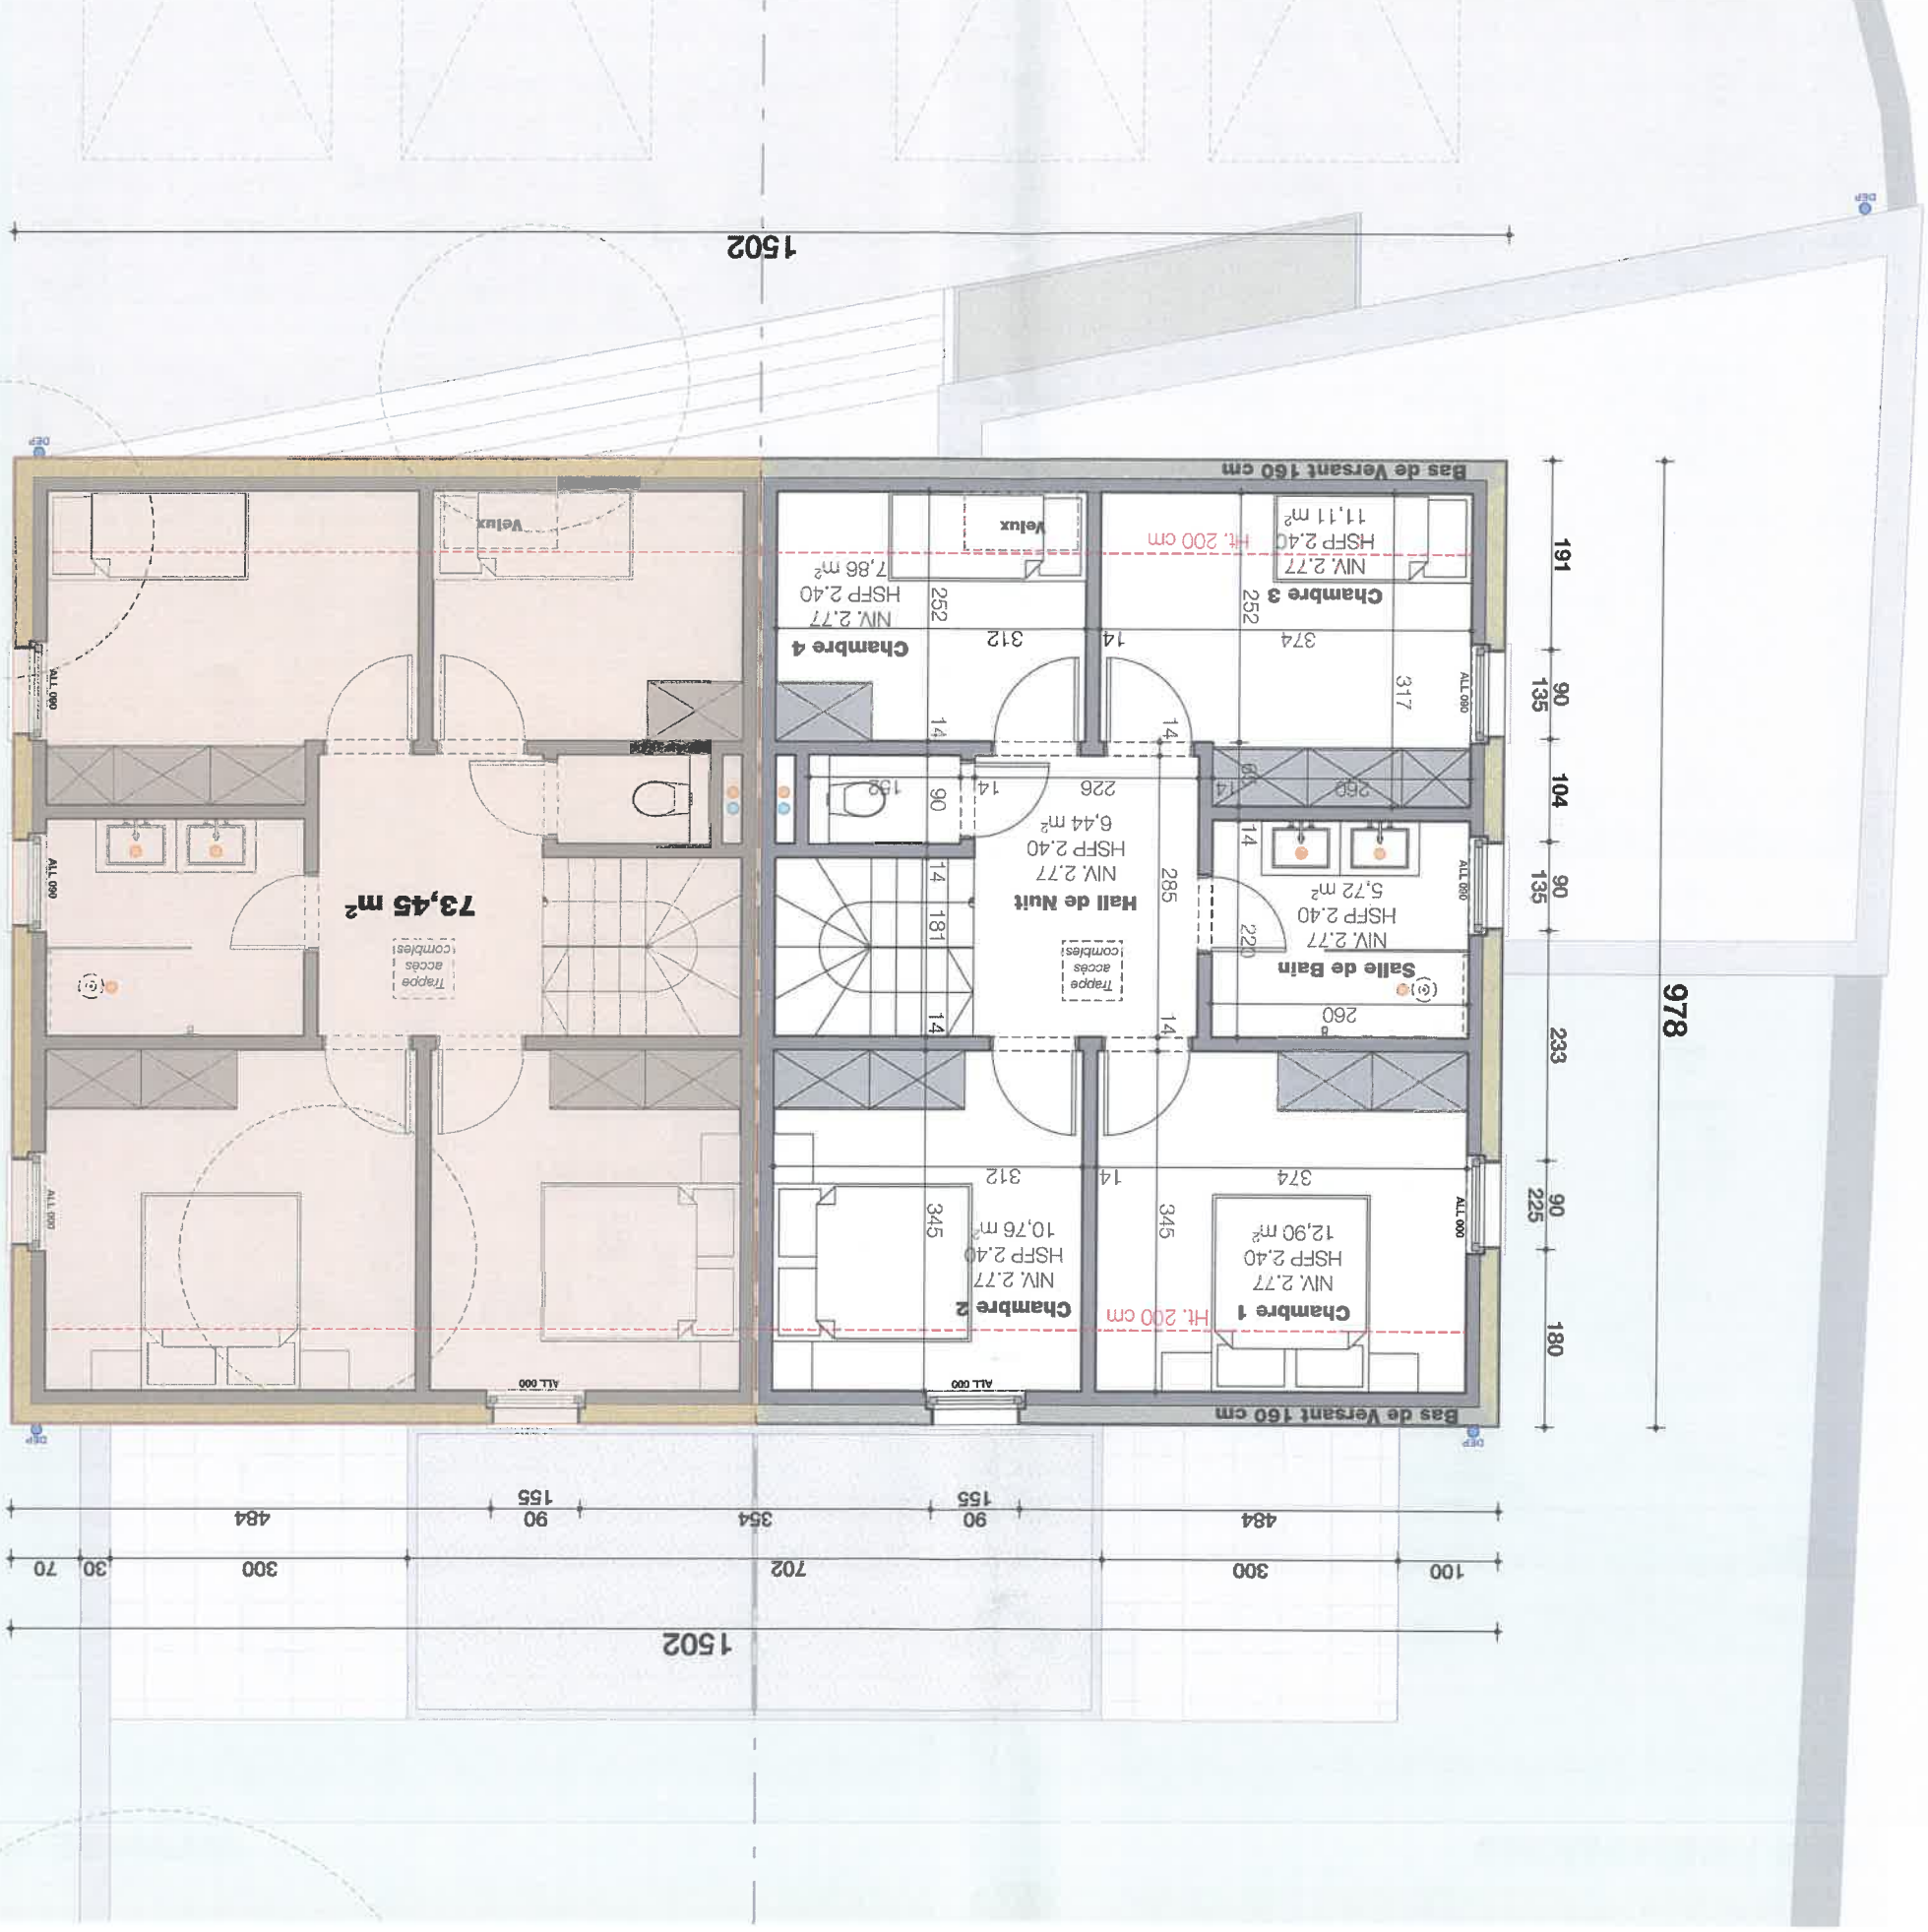 1502
100
300
702
300
30
70
484
90
155
354
90
155
484
DEP
DEP
Bas de Versant 160 cm
ALL 000
ALL 000
Ht. 200 cm
Chambre 1
NIV. 2.77
HSFP 2.40
12,90 m²
Chambre 2
NIV. 2.77
HSFP 2.40
10,76 m²
345
345
374
14
312
ALL 000
ALL 000
180
90
225
233
978
260
14
14
Salle de Bain
NIV. 2.77
HSFP 2.40
5,72 m²
220
Trappe
accès
combles
Trappe
accès
combles
Hall de Nuit
NIV. 2.77
HSFP 2.40
6,44 m²
285
181
14
73,45 m²
ALL 090
ALL 090
90
135
14
104
260
65
14
226
14
90
152
14
14
317
ALL 090
ALL 090
90
135
374
14
312
252
252
Chambre 3
NIV. 2.77
HSFP 2.40
11,11 m²
Chambre 4
NIV. 2.77
HSFP 2.40
7,86 m²
Ht. 200 cm
191
Velux
Velux
Bas de Versant 160 cm
DEP
1502
DEP